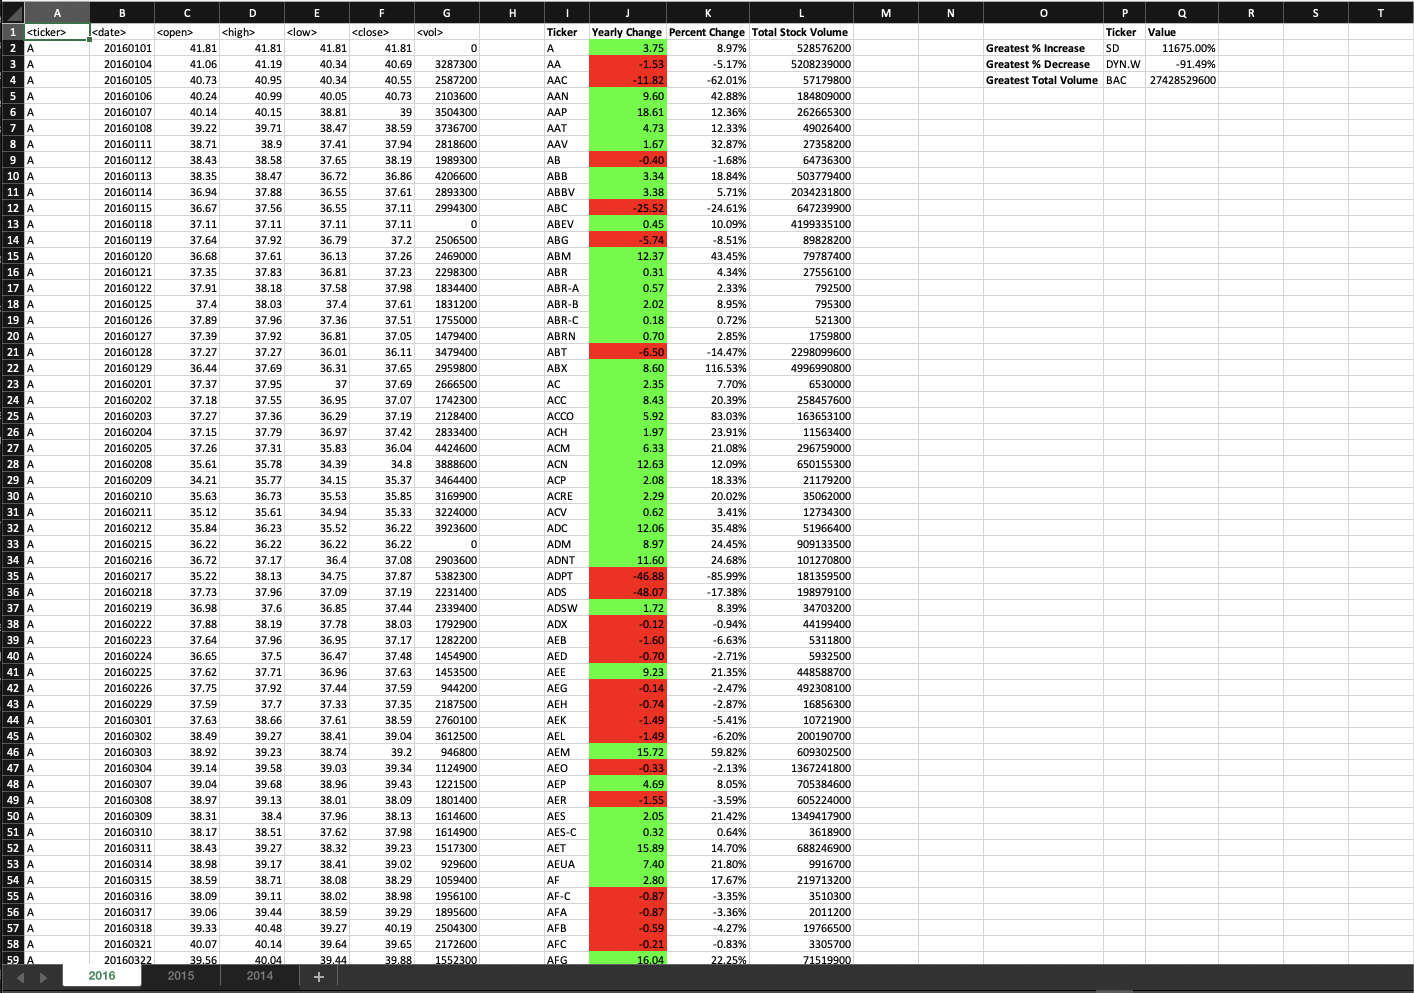 A B C D E F G H I J K L M N O P Q R S T
1 <ticker> <date> <open> <high> <low> <close> <vol> Ticker Yearly Change Percent Change Total Stock Volume Ticker Value
2 A 20160101 41.81 41.81 41.81 41.81 0 A 3.75 8.97% 528576200 Greatest % Increase SD 11675.00%
3 A 20160104 41.06 41.19 40.34 40.69 3287300 AA -1.53 -5.17% 5208239000 Greatest % Decrease DYN.W -91.49%
4 A 20160105 40.73 40.95 40.34 40.55 2587200 AAC -11.82 -62.01% 57179800 Greatest Total Volume BAC 27428529600
5 A 20160106 40.24 40.99 40.05 40.73 2103600 AAN 9.60 42.88% 184809000
6 A 20160107 40.14 40.15 38.81 39 3504300 AAP 18.61 12.36% 262665300
7 A 20160108 39.22 39.71 38.47 38.59 3736700 AAT 4.73 12.33% 49026400
8 A 20160111 38.71 38.9 37.41 37.94 2818600 AAV 1.67 32.87% 27358200
9 A 20160112 38.43 38.58 37.65 38.19 1989300 AB -0.40 -1.68% 64736300
10 A 20160113 38.35 38.47 36.72 36.86 4206600 ABB 3.34 18.84% 503779400
11 A 20160114 36.94 37.88 36.55 37.61 2893300 ABBV 3.38 5.71% 2034231800
12 A 20160115 36.67 37.56 36.55 37.11 2994300 ABC -25.52 -24.61% 647239900
13 A 20160118 37.11 37.11 37.11 37.11 0 ABEV 0.45 10.09% 4199335100
14 A 20160119 37.64 37.92 36.79 37.2 2506500 ABG -5.74 -8.51% 89828200
15 A 20160120 36.68 37.61 36.13 37.26 2469000 ABM 12.37 43.45% 79787400
16 A 20160121 37.35 37.83 36.81 37.23 2298300 ABR 0.31 4.34% 27556100
17 A 20160122 37.91 38.18 37.58 37.98 1834400 ABR-A 0.57 2.33% 792500
18 A 20160125 37.4 38.03 37.4 37.61 1831200 ABR-B 2.02 8.95% 795300
19 A 20160126 37.89 37.96 37.36 37.51 1755000 ABR-C 0.18 0.72% 521300
20 A 20160127 37.39 37.92 36.81 37.05 1479400 ABRN 0.70 2.85% 1759800
21 A 20160128 37.27 37.27 36.01 36.11 3479400 ABT -6.50 -14.47% 2298099600
22 A 20160129 36.44 37.69 36.31 37.65 2959800 ABX 8.60 116.53% 4996990800
23 A 20160201 37.37 37.95 37 37.69 2666500 AC 2.35 7.70% 6530000
24 A 20160202 37.18 37.55 36.95 37.07 1742300 ACC 8.43 20.39% 258457600
25 A 20160203 37.27 37.36 36.29 37.19 2128400 ACCO 5.92 83.03% 163653100
26 A 20160204 37.15 37.79 36.97 37.42 2833400 ACH 1.97 23.91% 11563400
27 A 20160205 37.26 37.31 35.83 36.04 4424600 ACM 6.33 21.08% 296759000
28 A 20160208 35.61 35.78 34.39 34.8 3888600 ACN 12.63 12.09% 650155300
29 A 20160209 34.21 35.77 34.15 35.37 3464400 ACP 2.08 18.33% 21179200
30 A 20160210 35.63 36.73 35.53 35.85 3169900 ACRE 2.29 20.02% 35062000
31 A 20160211 35.12 35.61 34.94 35.33 3224000 ACV 0.62 3.41% 12734300
32 A 20160212 35.84 36.23 35.52 36.22 3923600 ADC 12.06 35.48% 51966400
33 A 20160215 36.22 36.22 36.22 36.22 0 ADM 8.97 24.45% 909133500
34 A 20160216 36.72 37.17 36.4 37.08 2903600 ADNT 11.60 24.68% 101270800
35 A 20160217 35.22 38.13 34.75 37.87 5382300 ADPT -46.88 -85.99% 181359500
36 A 20160218 37.73 37.96 37.09 37.19 2231400 ADS -48.07 -17.38% 198979100
37 A 20160219 36.98 37.6 36.85 37.44 2339400 ADSW 1.72 8.39% 34703200
38 A 20160222 37.88 38.19 37.78 38.03 1792900 ADX -0.12 -0.94% 44199400
39 A 20160223 37.64 37.96 36.95 37.17 1282200 AEB -1.60 -6.63% 5311800
40 A 20160224 36.65 37.5 36.47 37.48 1454900 AED -0.70 -2.71% 5932500
41 A 20160225 37.62 37.71 36.96 37.63 1453500 AEE 9.23 21.35% 448588700
42 A 20160226 37.75 37.92 37.44 37.59 944200 AEG -0.14 -2.47% 492308100
43 A 20160229 37.59 37.7 37.33 37.35 2187500 AEH -0.74 -2.87% 16856300
44 A 20160301 37.63 38.66 37.61 38.59 2760100 AEK -1.49 -5.41% 10721900
45 A 20160302 38.49 39.27 38.41 39.04 3612500 AEL -1.49 -6.20% 200190700
46 A 20160303 38.92 39.23 38.74 39.2 946800 AEM 15.72 59.82% 609302500
47 A 20160304 39.14 39.58 39.03 39.34 1124900 AEO -0.33 -2.13% 1367241800
48 A 20160307 39.04 39.68 38.96 39.43 1221500 AEP 4.69 8.05% 705384600
49 A 20160308 38.97 39.13 38.01 38.09 1801400 AER -1.55 -3.59% 605224000
50 A 20160309 38.31 38.4 37.96 38.13 1614600 AES 2.05 21.42% 1349417900
51 A 20160310 38.17 38.51 37.62 37.98 1614900 AES-C 0.32 0.64% 3618900
52 A 20160311 38.43 39.27 38.32 39.23 1517300 AET 15.89 14.70% 688246900
53 A 20160314 38.98 39.17 38.41 39.02 929600 AEUA 7.40 21.80% 9916700
54 A 20160315 38.59 38.71 38.08 38.29 1059400 AF 2.80 17.67% 219713200
55 A 20160316 38.09 39.11 38.02 38.98 1956100 AF-C -0.87 -3.35% 3510300
56 A 20160317 39.06 39.44 38.59 39.29 1895600 AFA -0.87 -3.36% 2011200
57 A 20160318 39.33 40.48 39.27 40.19 2504300 AFB -0.59 -4.27% 19766500
58 A 20160321 40.07 40.14 39.64 39.65 2172600 AFC -0.21 -0.83% 3305700
59 A 20160322 39.56 40.04 39.44 39.88 1552300 AFG 16.04 22.25% 71519900
2016 2015 2014 +